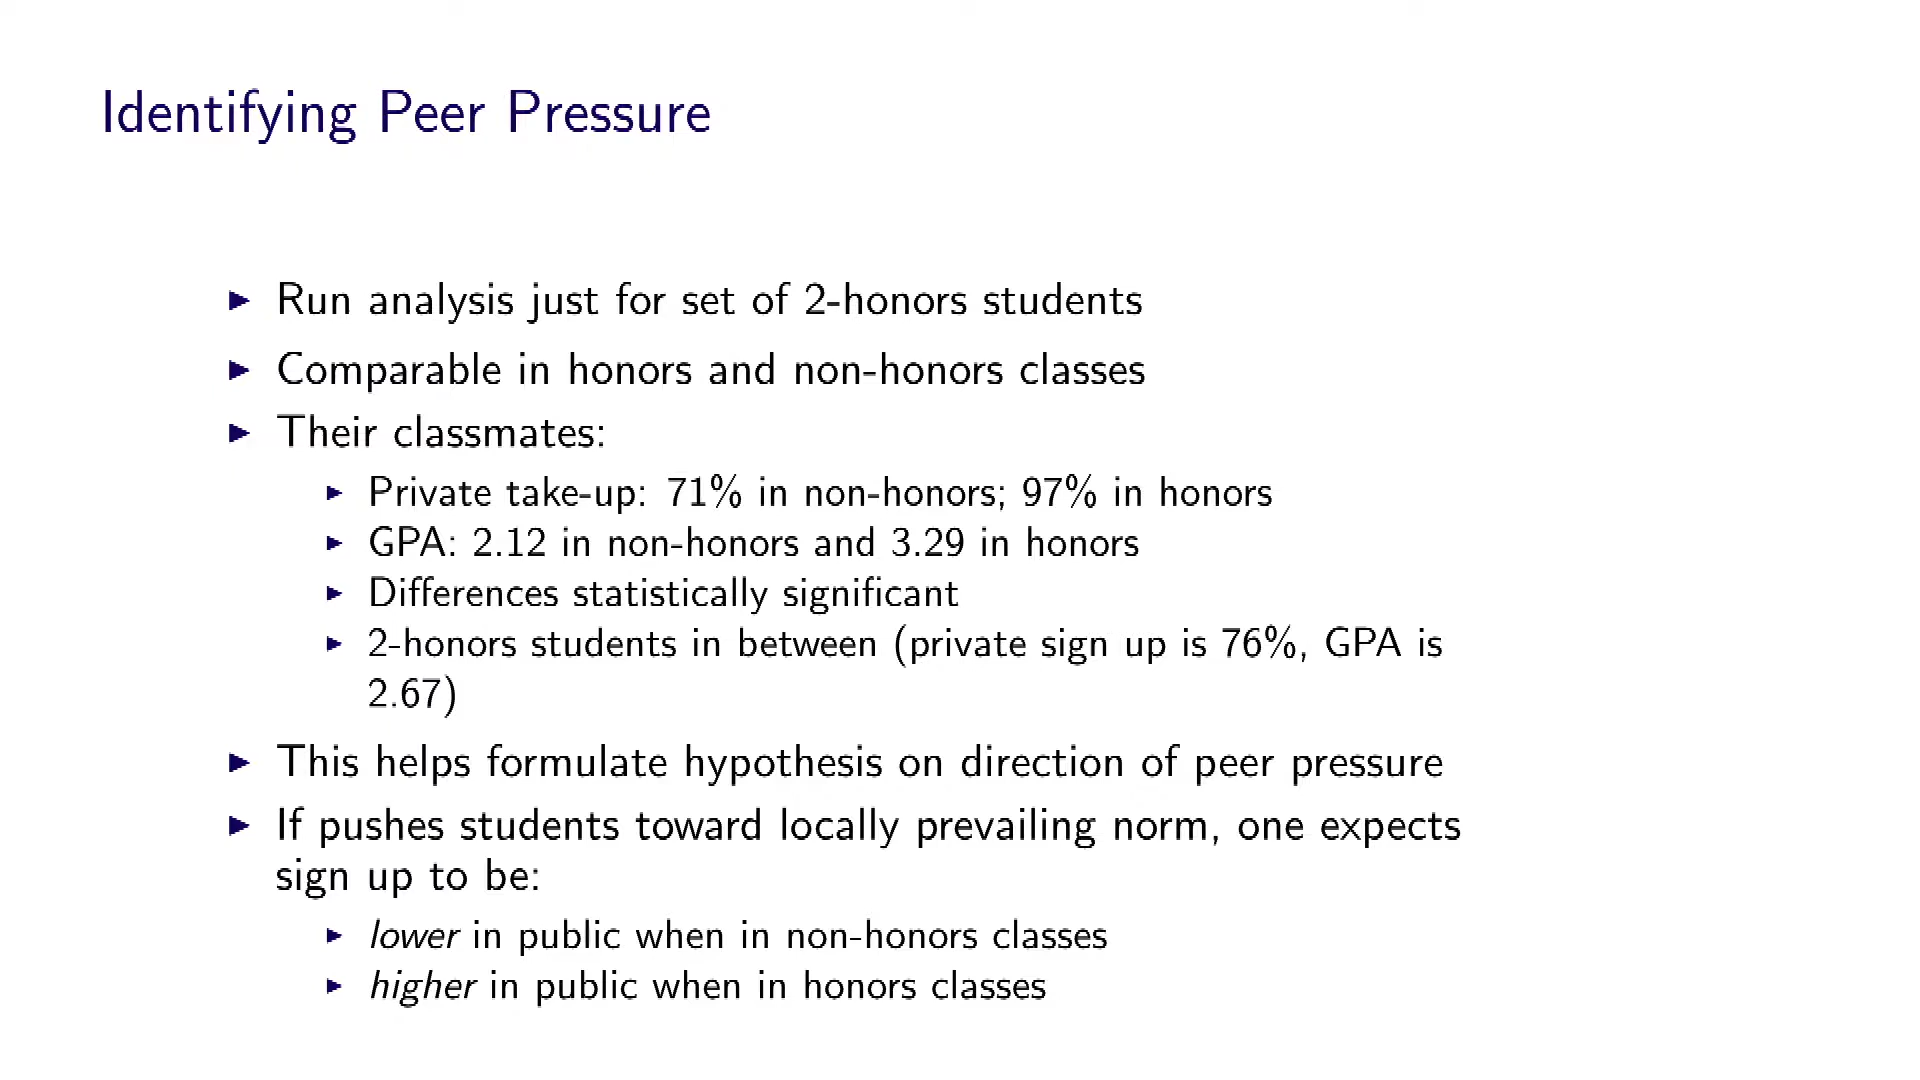 Identifying Peer Pressure
▶ Run analysis just for set of 2-honors students
▶ Comparable in honors and non-honors classes
▶ Their classmates:
▶ Private take-up: 71% in non-honors; 97% in honors
▶ GPA: 2.12 in non-honors and 3.29 in honors
▶ Differences statistically significant
▶ 2-honors students in between (private sign up is 76%, GPA is
2.67)
▶ This helps formulate hypothesis on direction of peer pressure
▶ If pushes students toward locally prevailing norm, one expects
sign up to be:
▶ lower in public when in non-honors classes
▶ higher in public when in honors classes